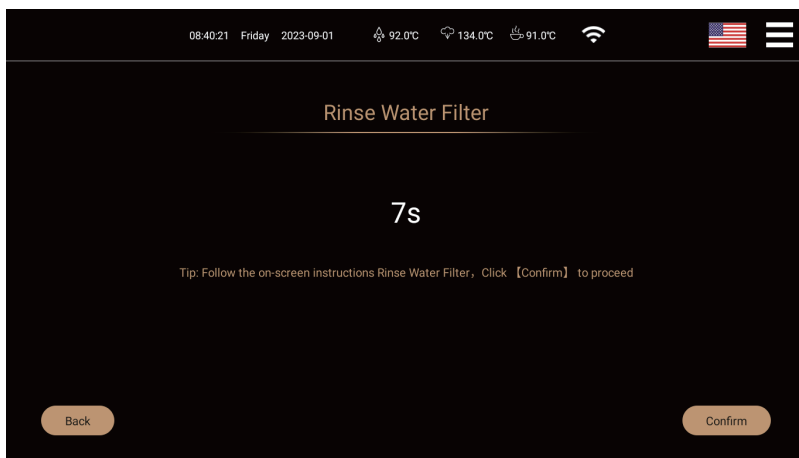 08:40:21 Friday 2023-09-01 92.0℃ 134.0℃ 91.0℃
Rinse Water Filter
7s
Tip: Follow the on-screen instructions Rinse Water Filter，Click 【Confirm】 to proceed
Back Confirm